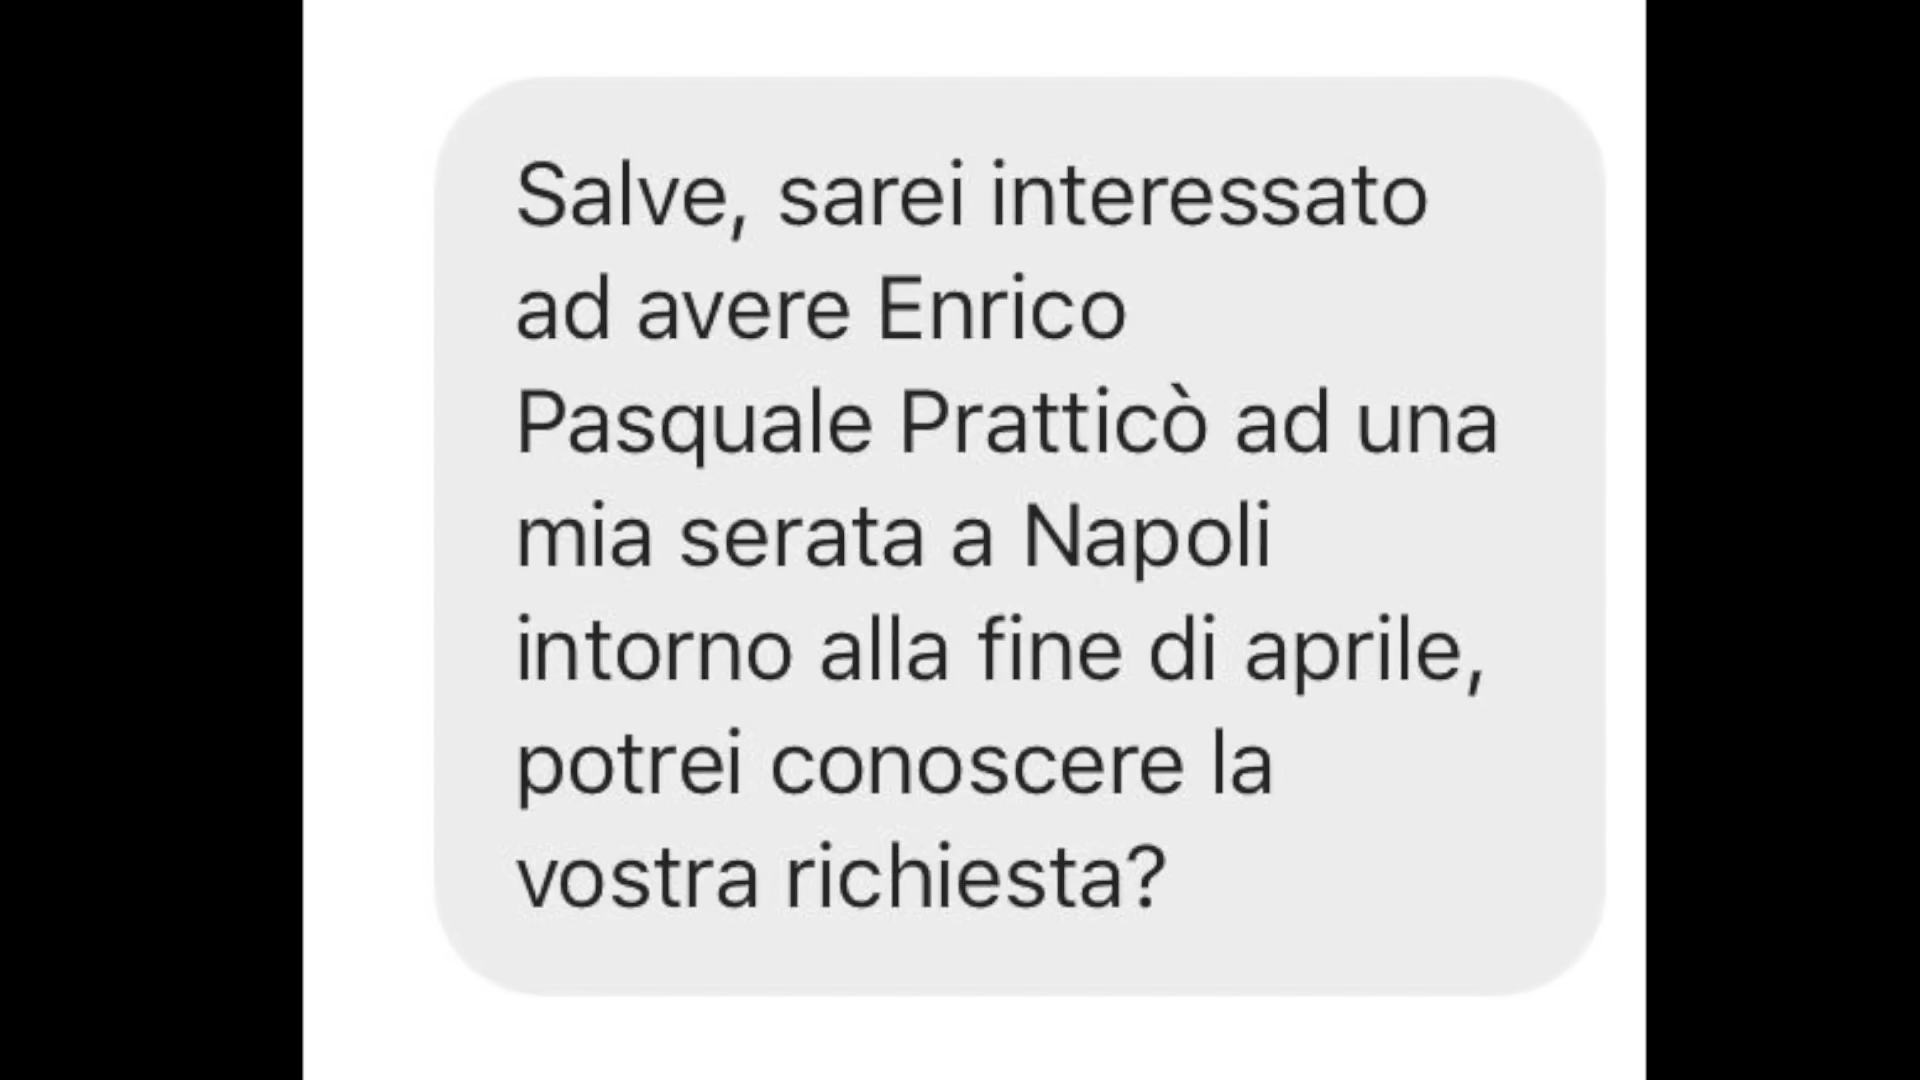 Salve, sarei interessato
ad avere Enrico
Pasquale Pratticò ad una
mia serata a Napoli
intorno alla fine di aprile,
potrei conoscere la
vostra richiesta?